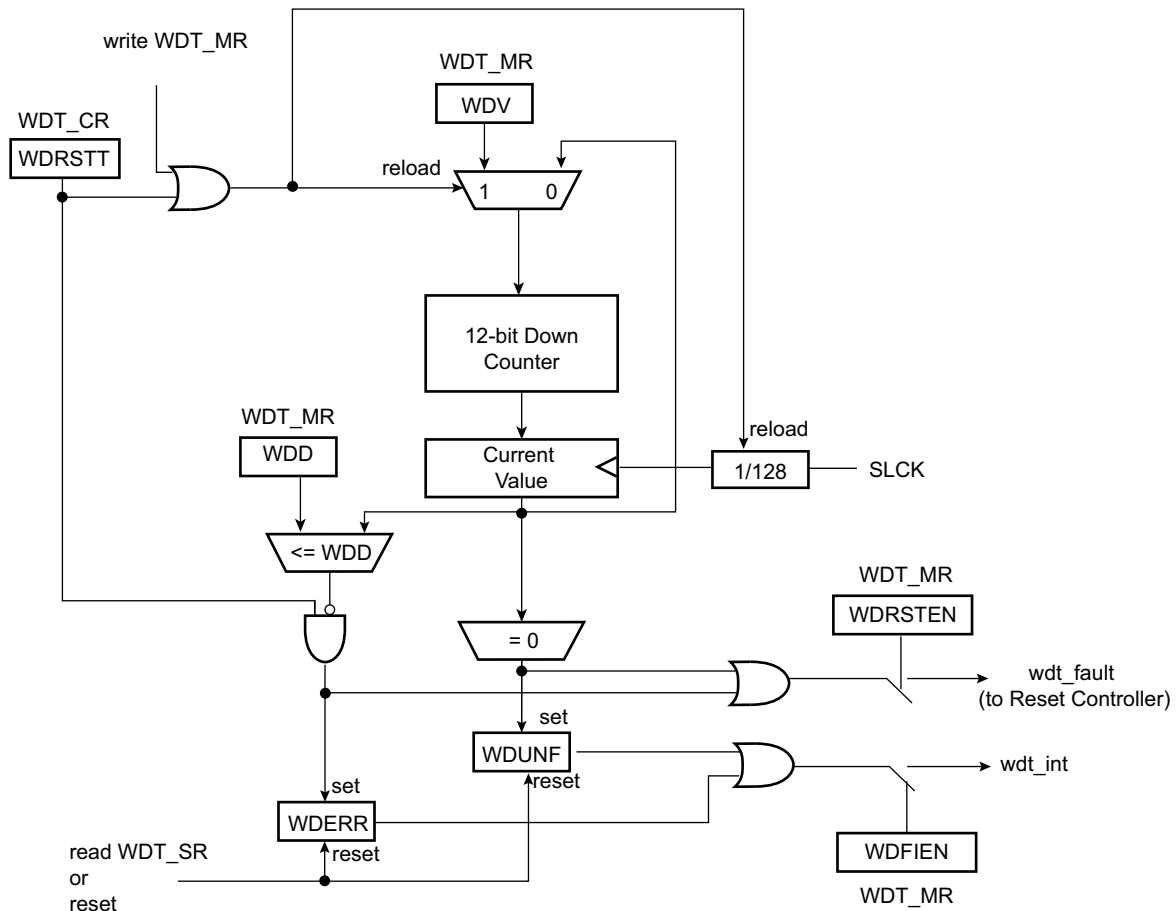 write WDT_MR
WDT_MR
WDV
WDT_CR
WDRSTT
reload
1 0
12-bit Down
Counter
WDT_MR
WDD
reload
Current
Value
1/128
SLCK
<= WDD
WDT_MR
WDRSTEN
= 0
wdt_fault
(to Reset Controller)
set
WDUNF
reset
wdt_int
set
WDERR
reset
read WDT_SR
or
reset
WDFIEN
WDT_MR